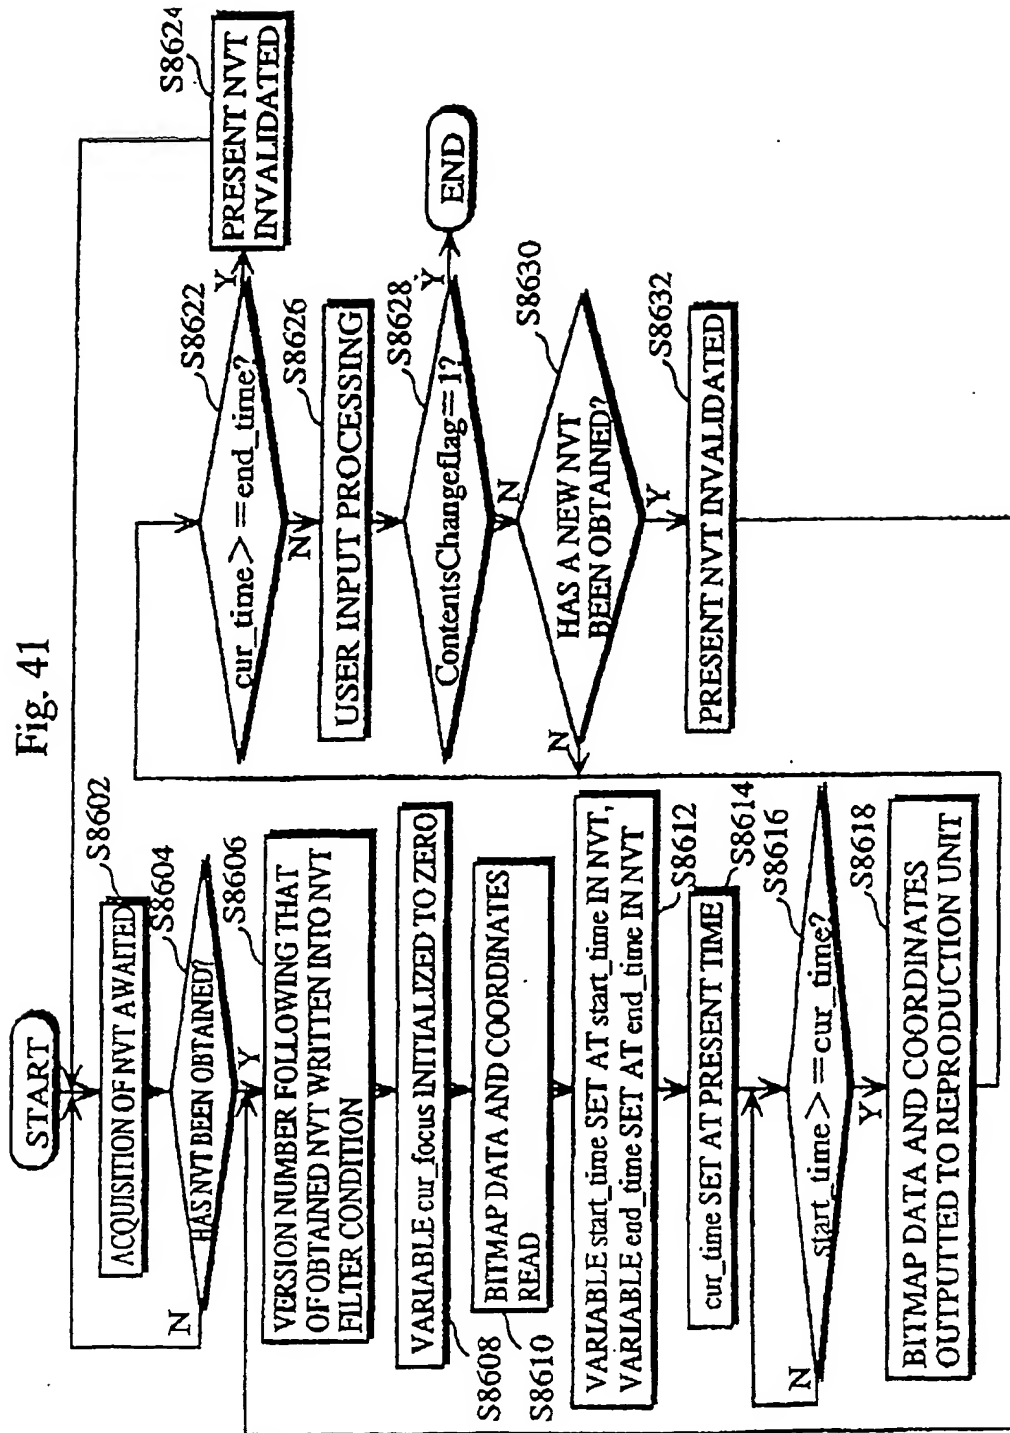 Fig. 41
START
S8602
ACQUISITION OF NVT AWAITED
S8604
HAS NVT BEEN OBTAINED?
N
Y
S8606
VERSION NUMBER FOLLOWING THAT
OF OBTAINED NVT WRITTEN INTO NVT
FILTER CONDITION
VARIABLE cur_focus INITIALIZED TO ZERO
S8608
BITMAP DATA AND COORDINATES
READ
S8610
VARIABLE start_time SET AT start_time IN NVT,
VARIABLE end_time SET AT end_time IN NVT
S8612
cur_time SET AT PRESENT TIME
S8614
S8616
start_time>=cur_time?
N
Y
S8618
BITMAP DATA AND COORDINATES
OUTPUTTED TO REPRODUCTION UNIT
S8622
cur_time>=end_time?
Y
N
S8624
PRESENT NVT
INVALIDATED
S8626
USER INPUT PROCESSING
S8628
ContentsChangeflag==1?
Y
END
N
S8630
HAS A NEW NVT
BEEN OBTAINED?
N
Y
S8632
PRESENT NVT INVALIDATED